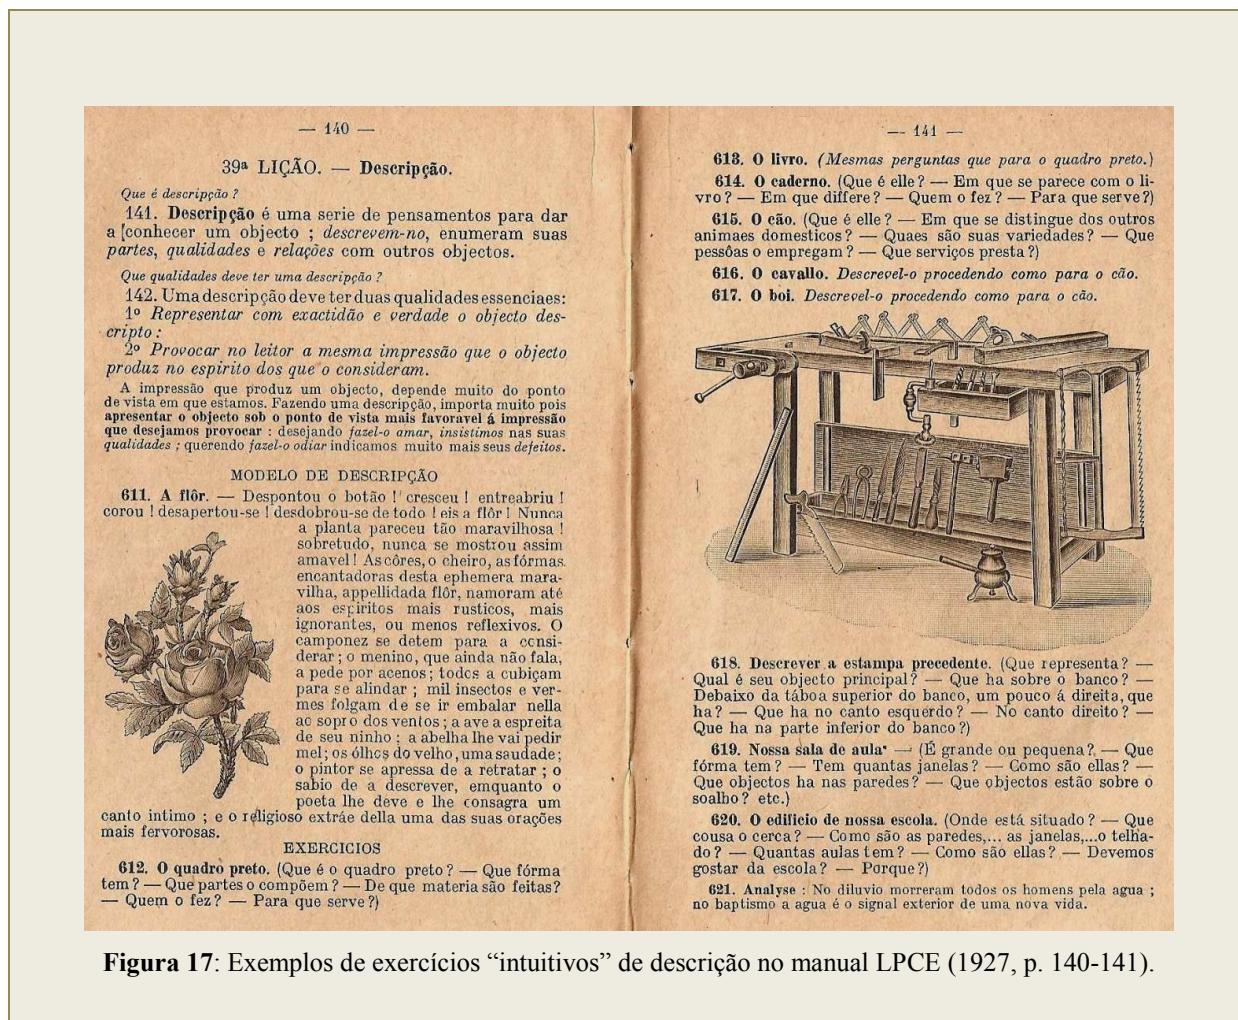 — 140 —
39ª LIÇÃO. — Descripção.
Que é descripção ?
141. Descripção é uma serie de pensamentos para dar
a [conhecer um objecto ; descrevem-no, enumeram suas
partes, qualidades e relações com outros objectos.
Que qualidades deve ter uma descripção ?
142. Uma descripção deve ter duas qualidades essenciaes:
1º Representar com exactidão e verdade o objecto des-
cripto :
2º Provocar no leitor a mesma impressão que o objecto
produz no espirito dos que o consideram.
A impressão que produz um objecto, depende muito do ponto
de vista em que estamos. Fazendo uma descripção, importa muito pois
apresentar o objecto sob o ponto de vista mais favoravel á impressão
que desejamos provocar : desejando fazel-o amar, insistimos nas suas
qualidades ; querendo fazel-o odiar indicamos muito mais seus defeitos.
MODELO DE DESCRIPÇÃO
611. A flôr. — Despontou o botão ! cresceu ! entreabriu !
corou ! desapertou-se ! desdobrou-se de todo ! eis a flôr ! Nunca
a planta pareceu tão maravilhosa !
sobretudo, nunca se mostrou assim
amavel ! As côres, o cheiro, as fórmas
encantadoras desta ephemera mara-
vilha, appellidada flôr, namoram até
aos espiritos mais rusticos, mais
ignorantes, ou menos reflexivos. O
camponez se detem para a consi-
derar ; o menino, que ainda não fala,
a pede por acenos ; todos a cubiçam
para se alindar ; mil insectos e ver-
mes folgam de se ir embalar nella
ao sopro dos ventos ; a ave a espreita
de seu ninho ; a abelha lhe vai pedir
mel; os ólhos do velho, uma saudade;
o pintor se apressa de a retratar ; o
sabio de a descrever, emquanto o
poeta lhe deve e lhe consagra um
canto intimo ; e o religioso extráe della uma das suas orações
mais fervorosas.
EXERCICIOS
612. O quadro preto. (Que é o quadro preto ? — Que fórma
tem ? — Que partes o compõem ? — De que materia são feitas?
— Quem o fez ? — Para que serve ?)
— 141 —
613. O livro. (Mesmas perguntas que para o quadro preto.)
614. O caderno. (Que é elle ? — Em que se parece com o li-
vro ? — Em que differe ? — Quem o fez ? — Para que serve ?)
615. O cão. (Que é elle ? — Em que se distingue dos outros
animaes domesticos ? — Quaes são suas variedades ? — Que
pessôas o empregam ? — Que serviços presta ?)
616. O cavallo. Descrevel-o procedendo como para o cão.
617. O boi. Descrevel-o procedendo como para o cão.
618. Descrever a estampa precedente. (Que representa ? —
Qual é seu objecto principal ? — Que ha sobre o banco ? —
Debaixo da táboa superior do banco, um pouco á direita, que
ha ? — Que ha no canto esquerdo ? — No canto direito ? —
Que ha na parte inferior do banco ?)
619. Nossa sala de aula. — (É grande ou pequena ?, — Que
fórma tem ? — Tem quantas janelas ? — Como são ellas ? —
Que objectos ha nas paredes ? — Que objectos estão sobre o
soalho ? etc.)
620. O edificio de nossa escola. (Onde está situado ? — Que
cousa o cerca ? — Como são as paredes,... as janelas,...o telha-
do ? — Quantas aulas tem ? — Como são ellas ? — Devemos
gostar da escola ? — Porque ?)
621. Analyse : No diluvio morreram todos os homens pela agua ;
no baptismo a agua é o signal exterior de uma nova vida.
Figura 17: Exemplos de exercícios “intuitivos” de descrição no manual LPCE (1927, p. 140-141).